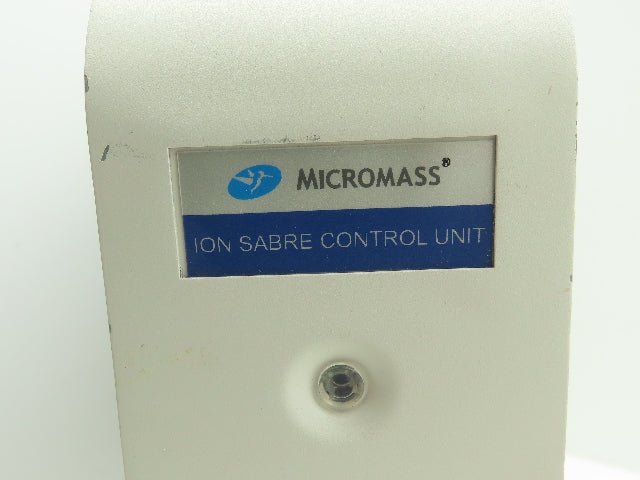 MICROMASS®
ION SABRE CONTROL UNIT